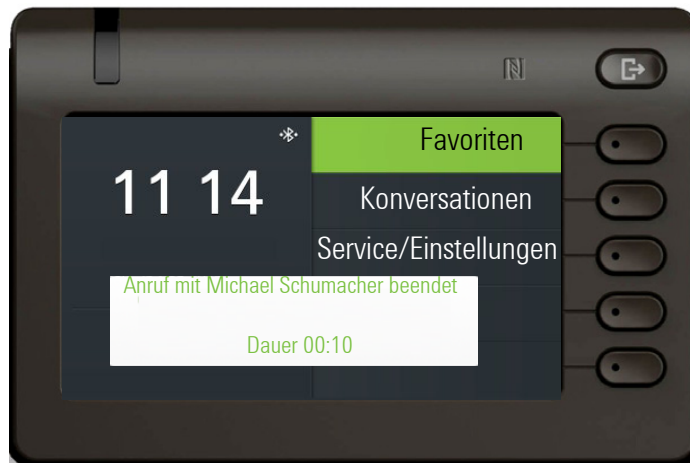 11 14
Favoriten
Konversationen
Service/Einstellungen
Anruf mit Michael Schumacher beendet
Dauer 00:10